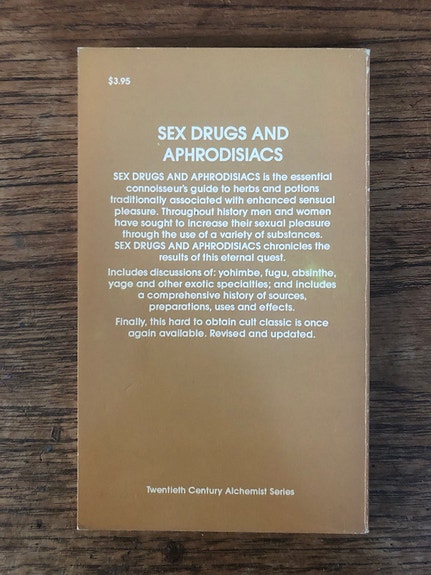 $3.95
SEX DRUGS AND
APHRODISIACS
SEX DRUGS AND APHRODISIACS is the essential
connoisseur's guide to herbs and potions
traditionally associated with enhanced sensual
pleasure. Throughout history men and women
have sought to increase their sexual pleasure
through the use of a variety of substances.
SEX DRUGS AND APHRODISIACS chronicles the
results of this eternal quest.
Includes discussions of: yohimbe, fugu, absinthe,
yage and other exotic specialties; and includes
a comprehensive history of sources,
preparations, uses and effects.
Finally, this hard to obtain cult classic is once
again available. Revised and updated.
Twentieth Century Alchemist Series